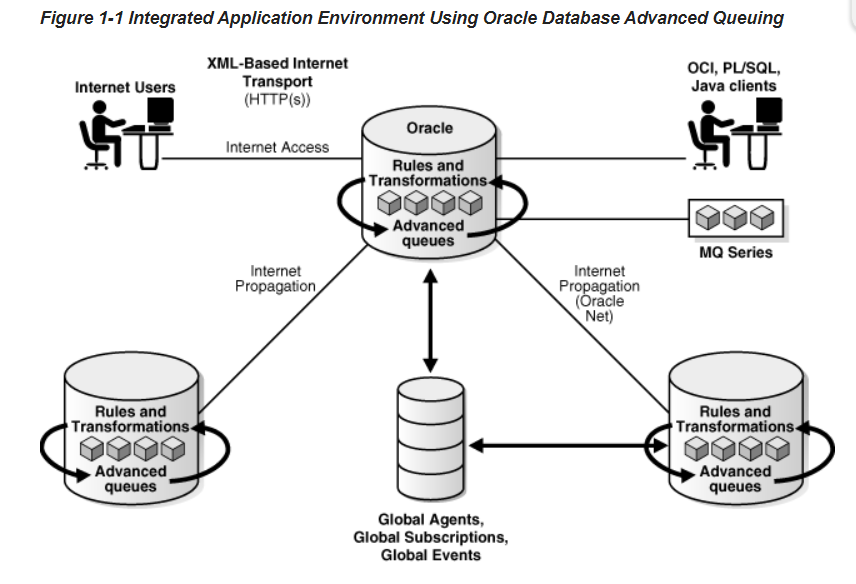 Figure 1-1 Integrated Application Environment Using Oracle Database Advanced Queuing
XML-Based Internet
Transport
(HTTP(s))
Internet Users
OCI, PL/SQL,
Java clients
Oracle
Internet Access
Rules and
Transformations
Advanced
queues
MQ Series
Internet
Propagation
Internet
Propagation
(Oracle
Net)
Rules and
Transformations
Advanced
queues
Rules and
Transformations
Advanced
queues
Global Agents,
Global Subscriptions,
Global Events